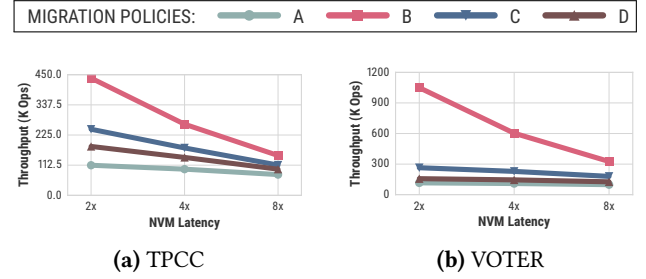 MIGRATION POLICIES: A B C D
Throughput (K Ops)
450.0
337.5
225.0
112.5
0.0
2x 4x 8x
NVM Latency
(a) TPCC
Throughput (K Ops)
1200
900
600
300
0
2x 4x 8x
NVM Latency
(b) VOTER